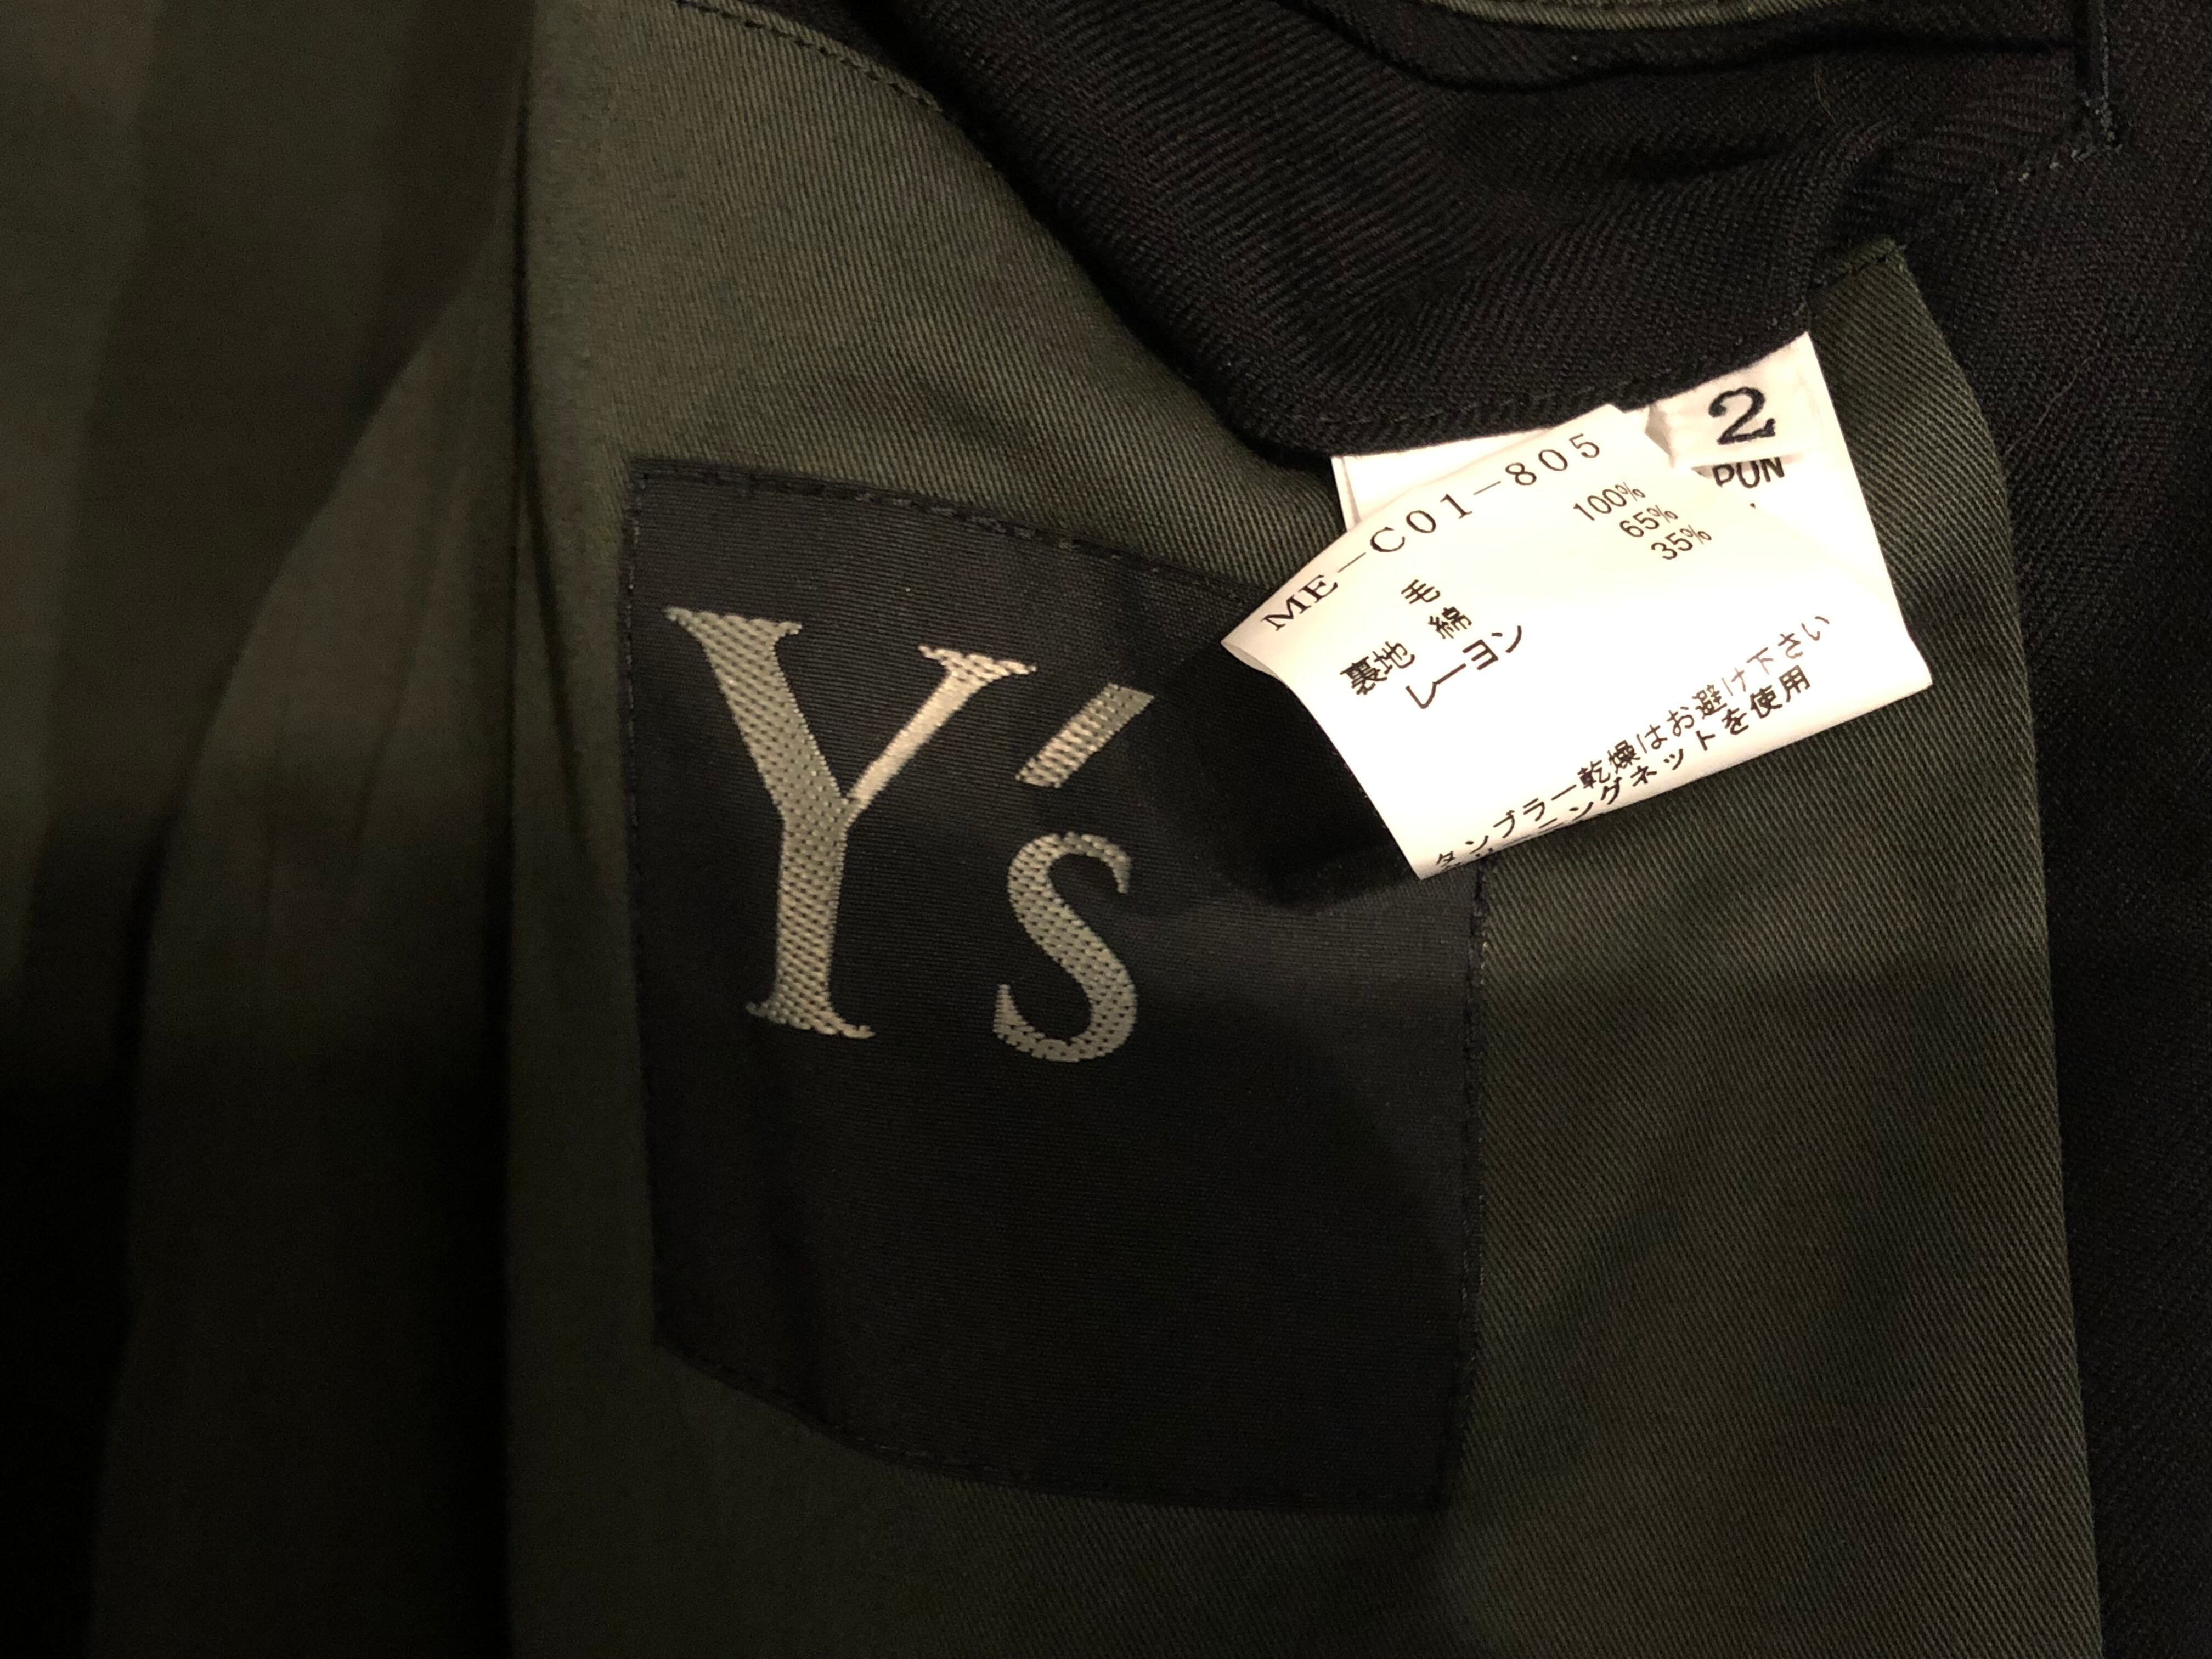 Y's
2
ME-C01-805
毛 100%
裏地 綿 65%
レーヨン 35%
タンブラー乾燥はお避け下さい
ニングネットを使用